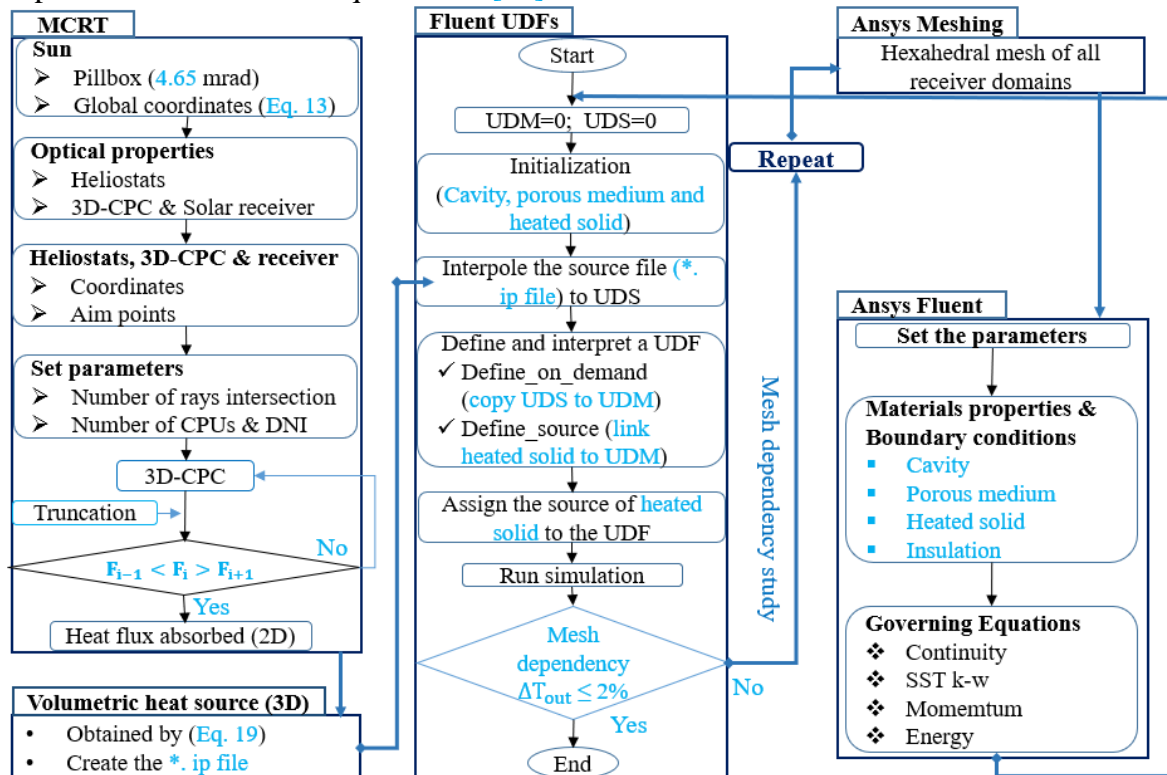 MCRT
Sun
➢ Pillbox (4.65 mrad)
➢ Global coordinates (Eq. 13)
Optical properties
➢ Heliostats
➢ 3D-CPC & Solar receiver
Heliostats, 3D-CPC & receiver
➢ Coordinates
➢ Aim points
Set parameters
➢ Number of rays intersection
➢ Number of CPUs & DNI
3D-CPC
Truncation
No
F_{i-1} < F_i > F_{i+1}
Yes
Heat flux absorbed (2D)
Volumetric heat source (3D)
• Obtained by (Eq. 19)
• Create the *. ip file
Fluent UDFs
Start
UDM=0; UDS=0
Initialization
(Cavity, porous medium and
heated solid)
Interpole the source file (*.
ip file) to UDS
Define and interpret a UDF
✓ Define_on_demand
(copy UDS to UDM)
✓ Define_source (link
heated solid to UDM)
Assign the source of heated
solid to the UDF
Run simulation
Mesh
dependency
ΔT_out ≤ 2%
No
Yes
End
Repeat
Mesh dependency study
Ansys Meshing
Hexahedral mesh of all
receiver domains
Ansys Fluent
Set the parameters
Materials properties &
Boundary conditions
▪ Cavity
▪ Porous medium
▪ Heated solid
▪ Insulation
Governing Equations
❖ Continuity
❖ SST k-w
❖ Momemtum
❖ Energy